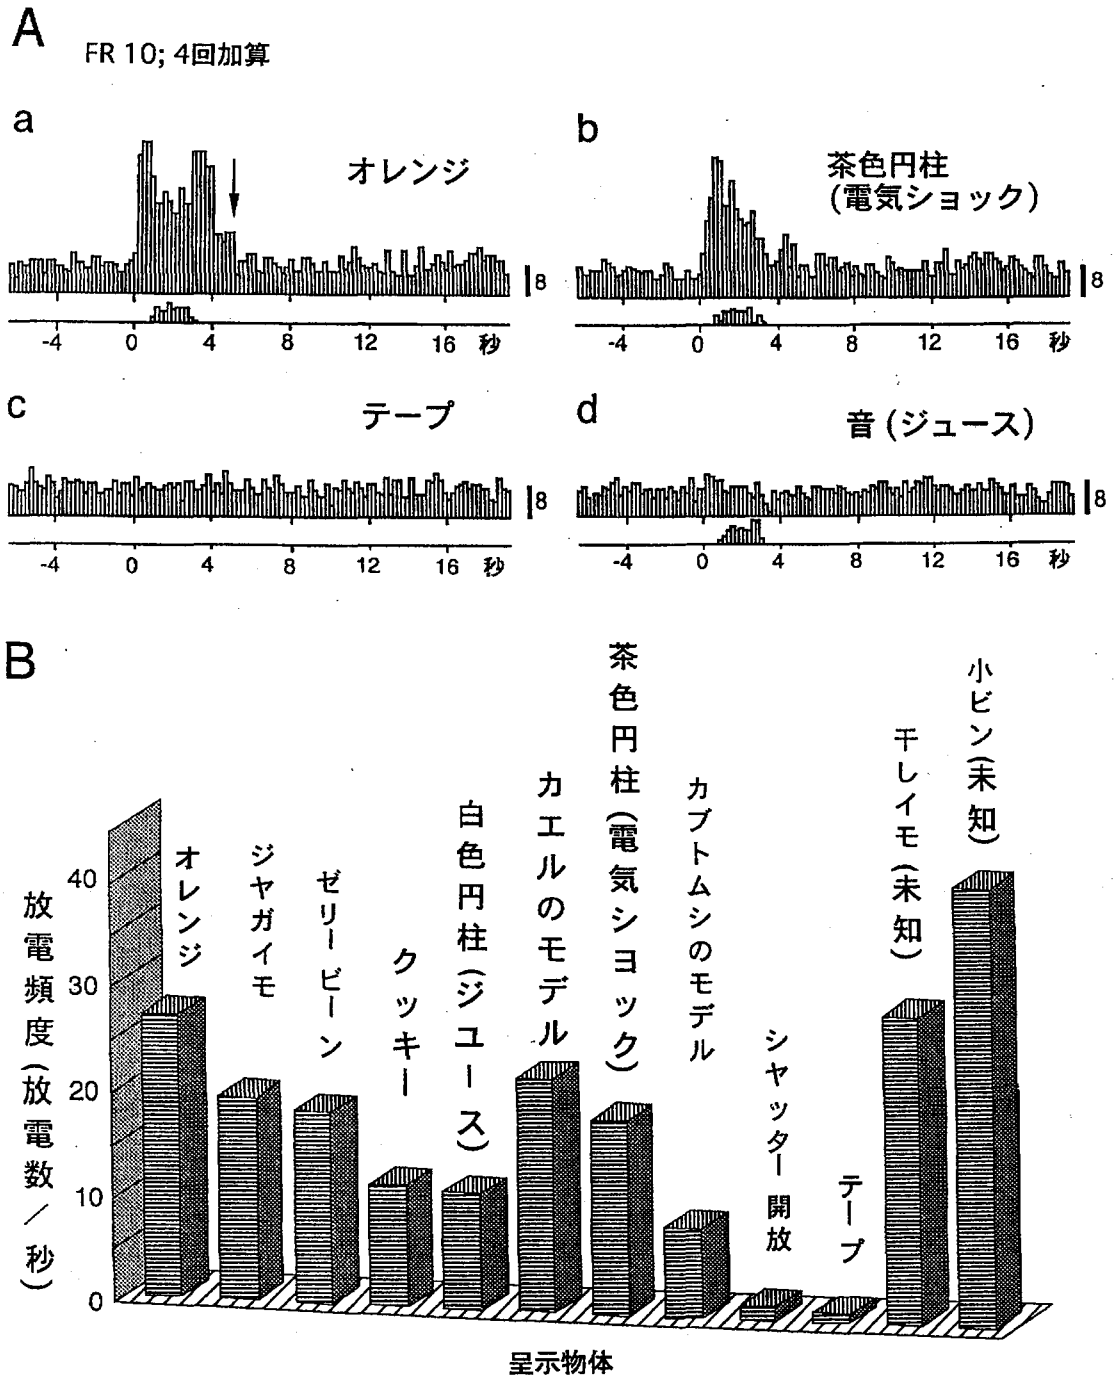 A
FR 10; 4回加算
a
オレンジ
8
-4 0 4 8 12 16 秒
b
茶色円柱
(電気ショック)
8
-4 0 4 8 12 16 秒
c
テープ
8
-4 0 4 8 12 16 秒
d
音(ジュース)
8
-4 0 4 8 12 16 秒
B
放電頻度(放電数/秒)
40
30
20
10
0
オレンジ
ジヤガイモ
ゼリービーン
クッキー
白色円柱(ジユース)
カエルのモデル
茶色円柱(電気ショック)
カブトムシのモデル
シヤッター開放
テープ
干しイモ(未知)
小ビン(未知)
呈示物体